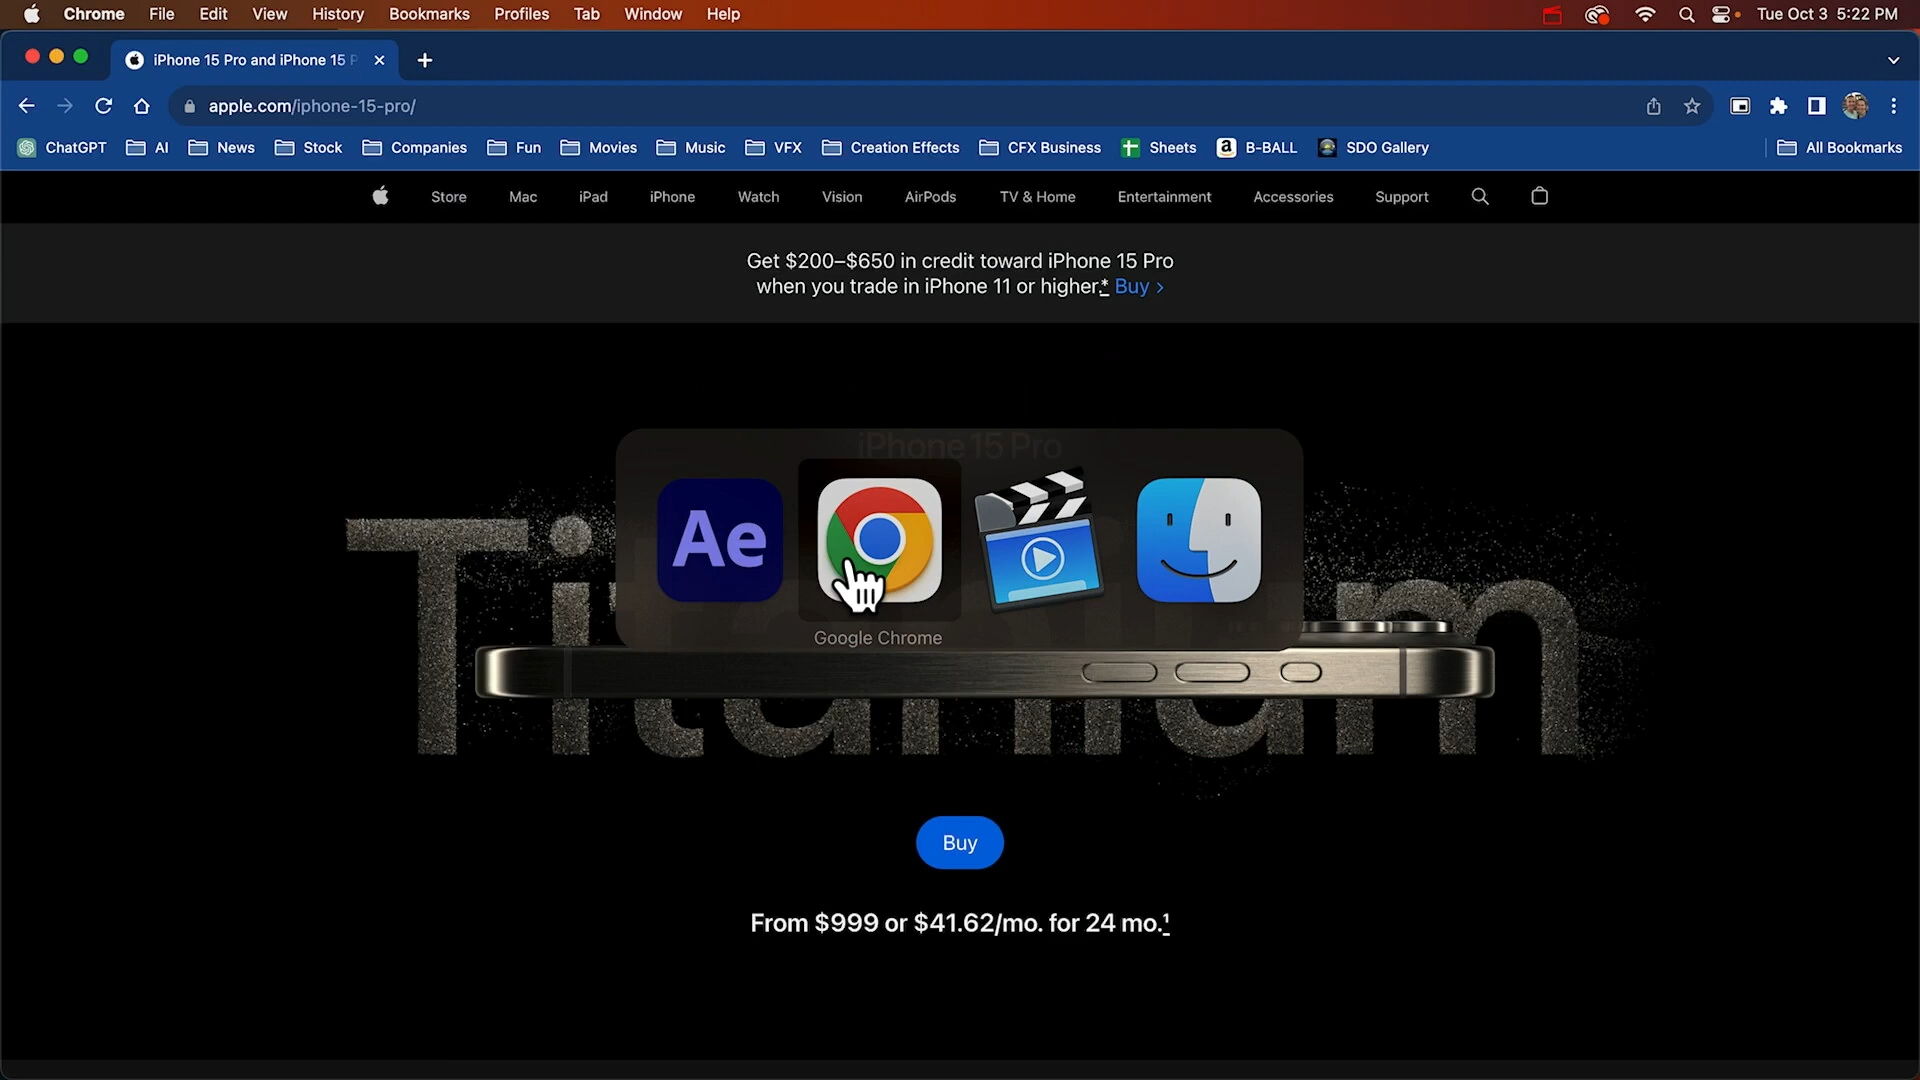 Chrome File Edit View History Bookmarks Profiles Tab Window Help Tue Oct 3 5:22 PM
iPhone 15 Pro and iPhone 15 P
apple.com/iphone-15-pro/
ChatGPT AI News Stock Companies Fun Movies Music VFX Creation Effects CFX Business Sheets B-BALL SDO Gallery All Bookmarks
Store Mac iPad iPhone Watch Vision AirPods TV & Home Entertainment Accessories Support
Get $200–$650 in credit toward iPhone 15 Pro
when you trade in iPhone 11 or higher.* Buy >
iPhone 15 Pro
Ae
Google Chrome
Titanium
Buy
From $999 or $41.62/mo. for 24 mo.¹